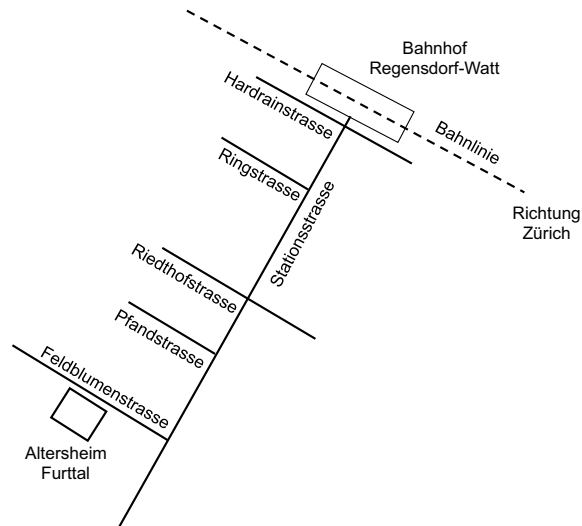 Bahnhof
Regensdorf-Watt
Hardrainstrasse
Bahnlinie
Ringstrasse
Richtung
Zürich
Stationsstrasse
Riedthofstrasse
Pfandstrasse
Feldblumenstrasse
Altersheim
Furttal